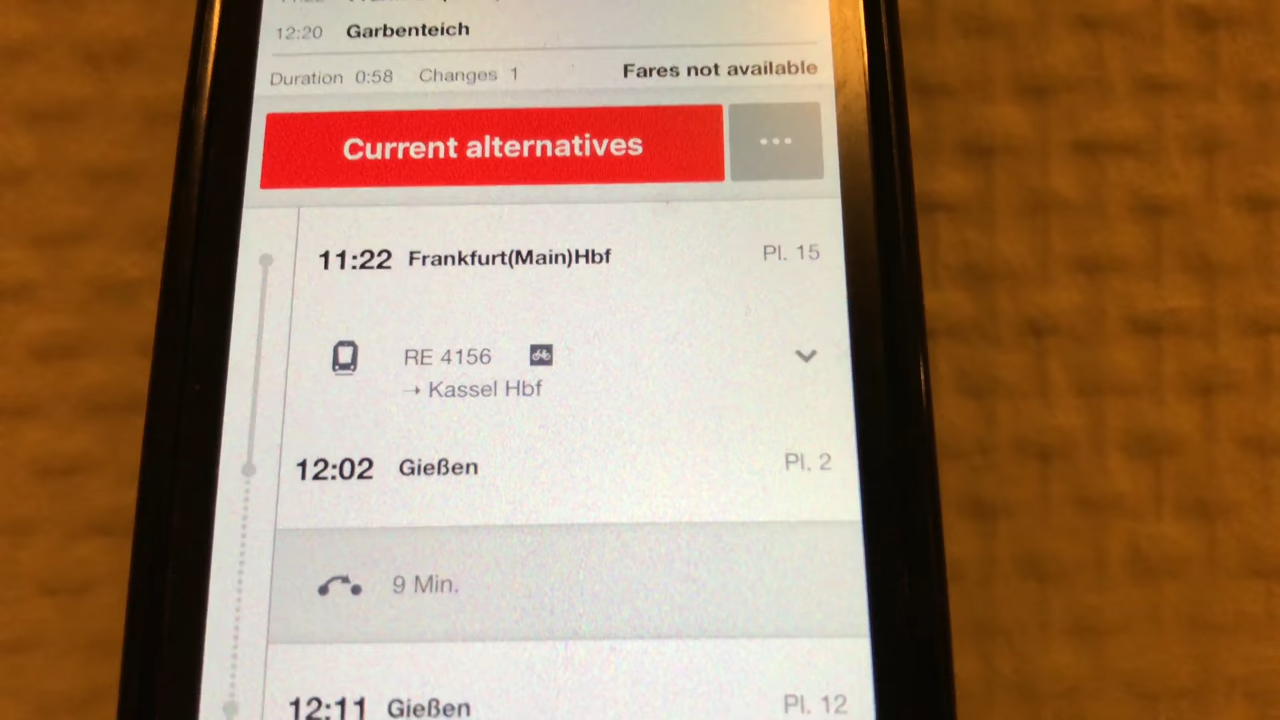 12:20 Garbenteich
Duration 0:58 Changes 1 Fares not available
Current alternatives ...
11:22 Frankfurt(Main)Hbf Pl. 15
RE 4156
→ Kassel Hbf
12:02 Gießen Pl. 2
9 Min.
12:11 Gießen Pl. 12